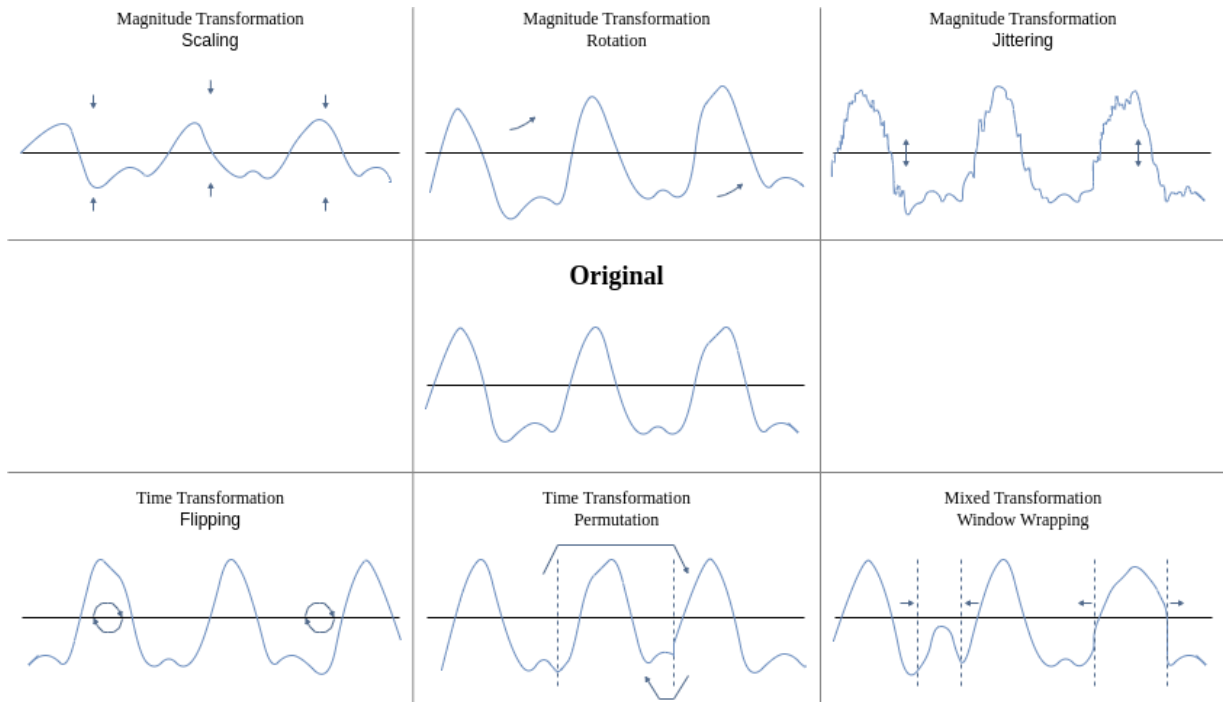 Magnitude Transformation
Scaling
Magnitude Transformation
Rotation
Magnitude Transformation
Jittering
Original
Time Transformation
Flipping
Time Transformation
Permutation
Mixed Transformation
Window Wrapping